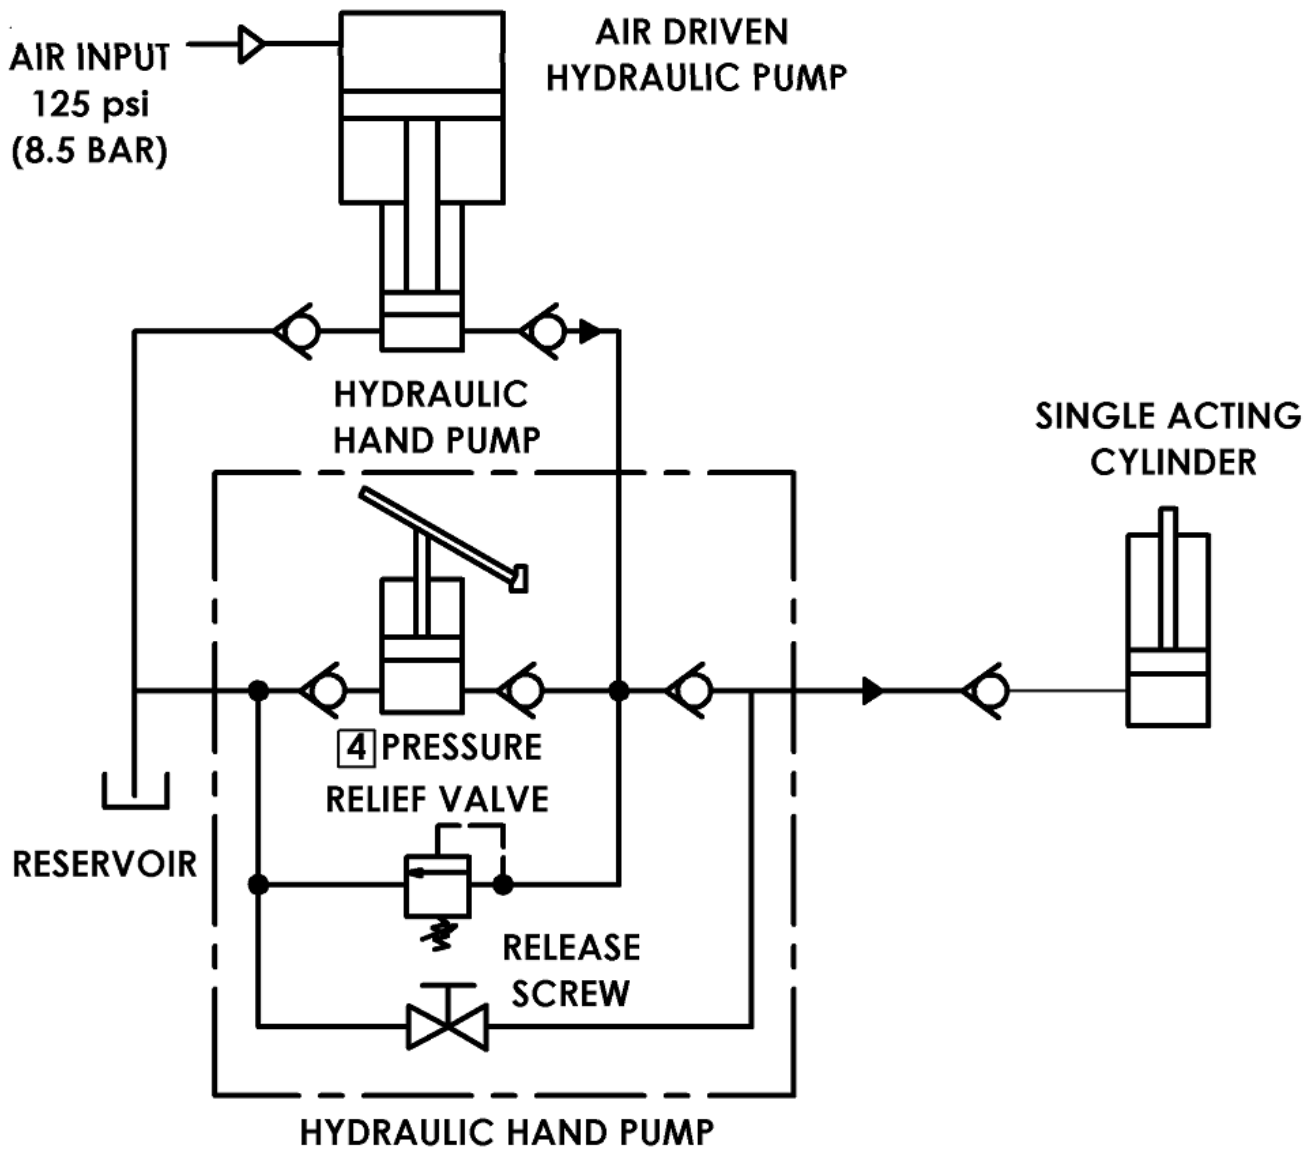 AIR INPUT
125 psi
(8.5 BAR)
AIR DRIVEN
HYDRAULIC PUMP
HYDRAULIC
HAND PUMP
SINGLE ACTING
CYLINDER
4 PRESSURE
RELIEF VALVE
RESERVOIR
RELEASE
SCREW
HYDRAULIC HAND PUMP